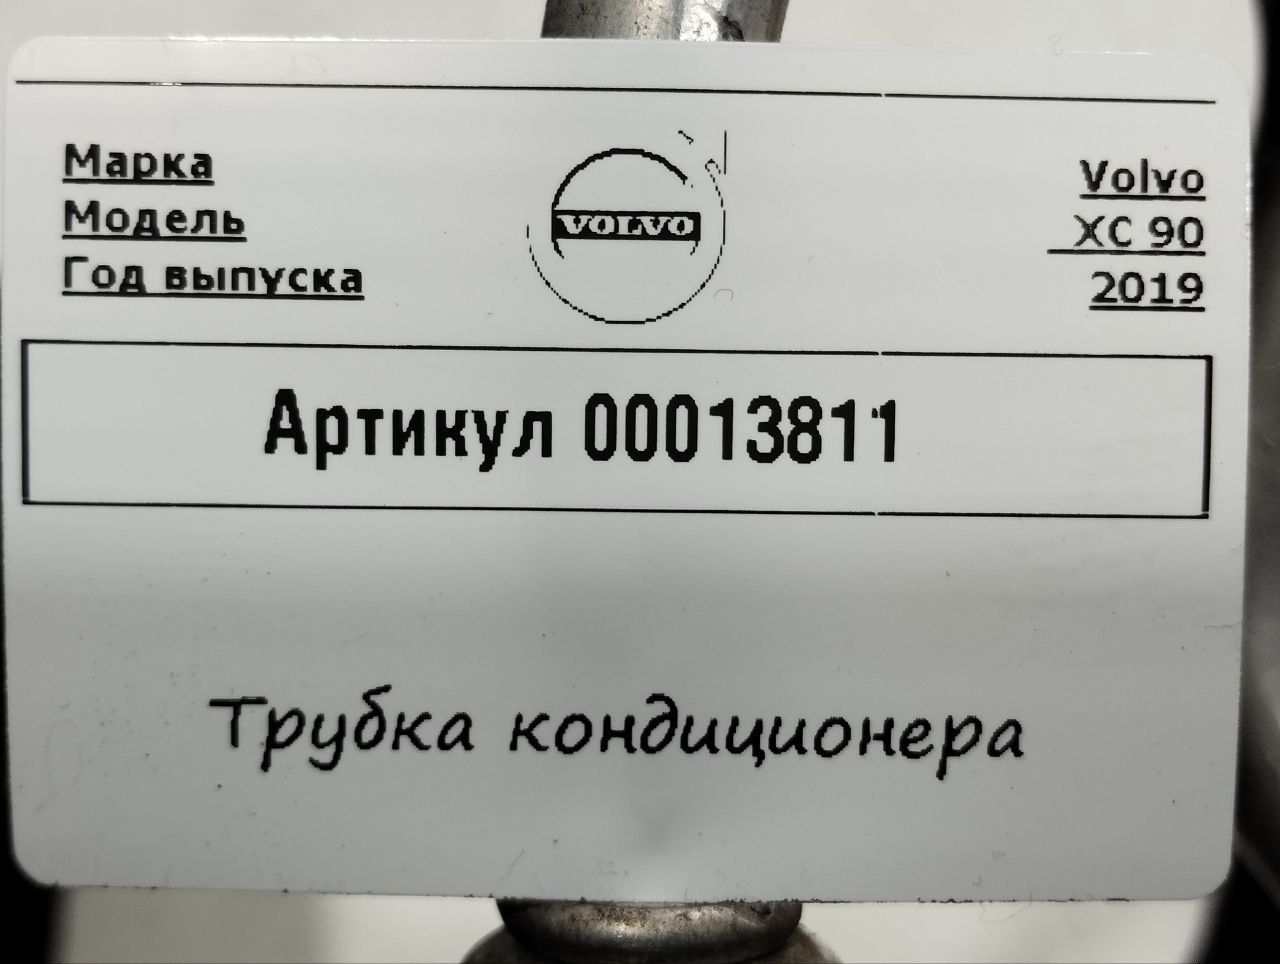 Марка
Модель
Год выпуска
VOLVO
Volvo
XC 90
2019
Артикул 00013811
Трубка кондиционера